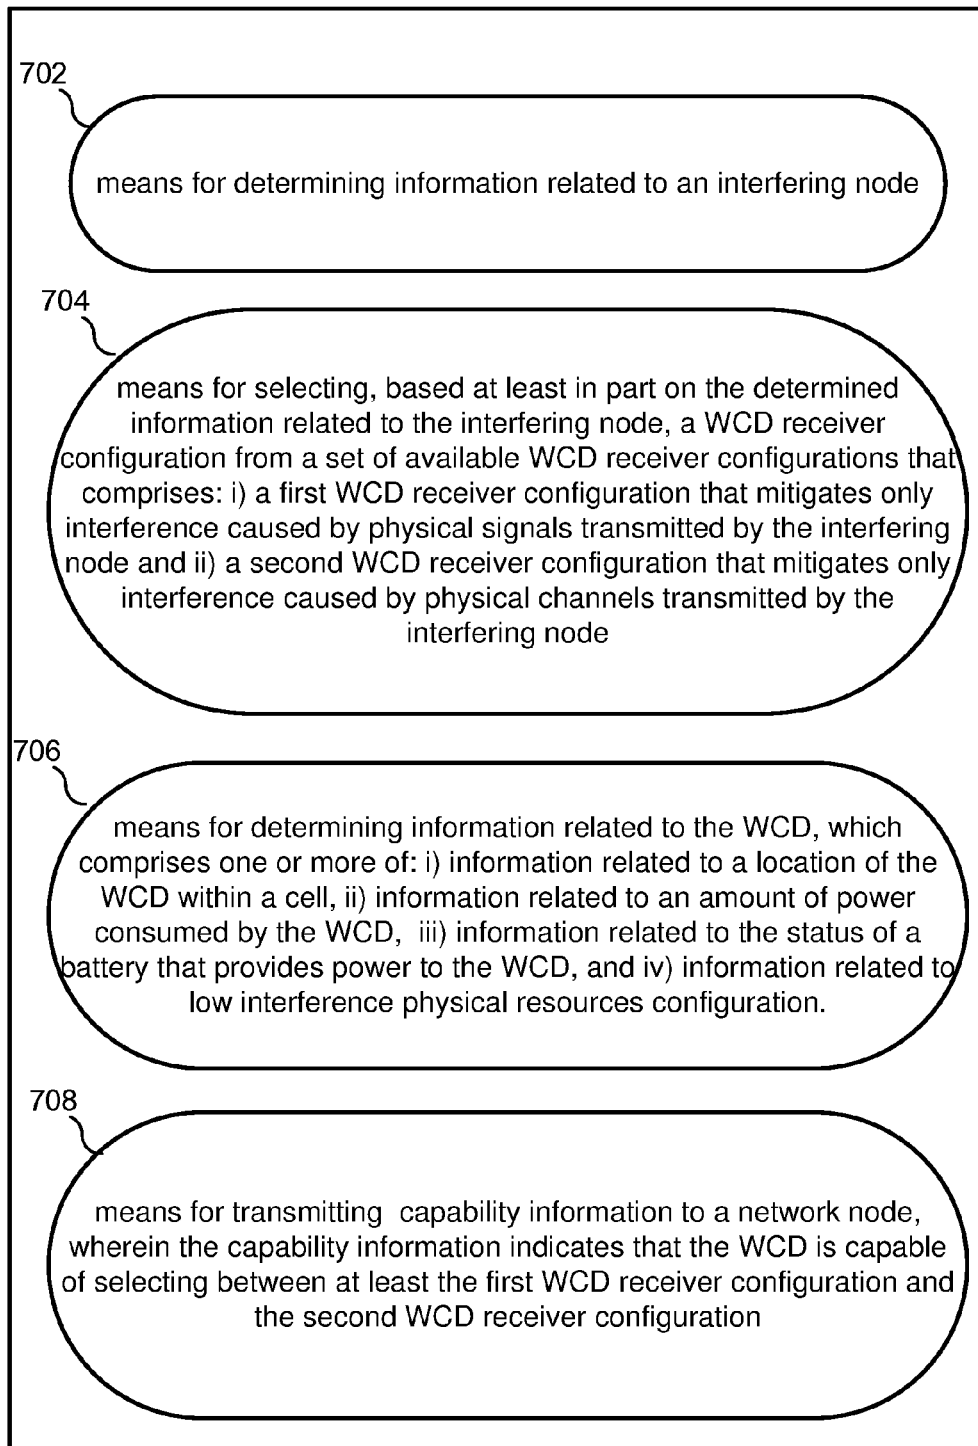 702
means for determining information related to an interfering node
704
means for selecting, based at least in part on the determined
information related to the interfering node, a WCD receiver
configuration from a set of available WCD receiver configurations that
comprises: i) a first WCD receiver configuration that mitigates only
interference caused by physical signals transmitted by the interfering
node and ii) a second WCD receiver configuration that mitigates only
interference caused by physical channels transmitted by the
interfering node
706
means for determining information related to the WCD, which
comprises one or more of: i) information related to a location of the
WCD within a cell, ii) information related to an amount of power
consumed by the WCD, iii) information related to the status of a
battery that provides power to the WCD, and iv) information related to
low interference physical resources configuration.
708
means for transmitting capability information to a network node,
wherein the capability information indicates that the WCD is capable
of selecting between at least the first WCD receiver configuration and
the second WCD receiver configuration